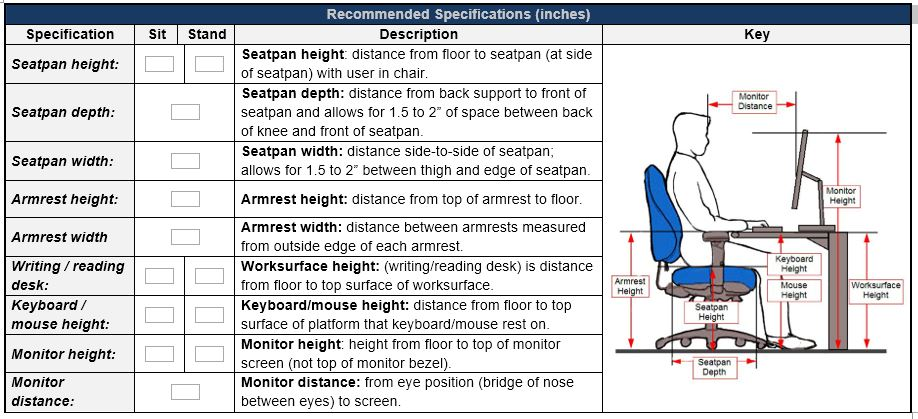 Recommended Specifications (inches)
Specification Sit Stand Description Key
Seatpan height:
Seatpan height: distance from floor to seatpan (at side
of seatpan) with user in chair.
Seatpan depth:
Seatpan depth: distance from back support to front of
seatpan and allows for 1.5 to 2” of space between back
of knee and front of seatpan.
Seatpan width:
Seatpan width: distance side-to-side of seatpan;
allows for 1.5 to 2” between thigh and edge of seatpan.
Armrest height:
Armrest height: distance from top of armrest to floor.
Armrest width
Armrest width: distance between armrests measured
from outside edge of each armrest.
Writing / reading
desk:
Worksurface height: (writing/reading desk) is distance
from floor to top surface of worksurface.
Keyboard /
mouse height:
Keyboard/mouse height: distance from floor to top
surface of platform that keyboard/mouse rest on.
Monitor height:
Monitor height: height from floor to top of monitor
screen (not top of monitor bezel).
Monitor
distance:
Monitor distance: from eye position (bridge of nose
between eyes) to screen.
Monitor
Distance
Monitor
Height
Keyboard
Height
Mouse
Height
Armrest
Height
Worksurface
Height
Seatpan
Height
Seatpan
Depth